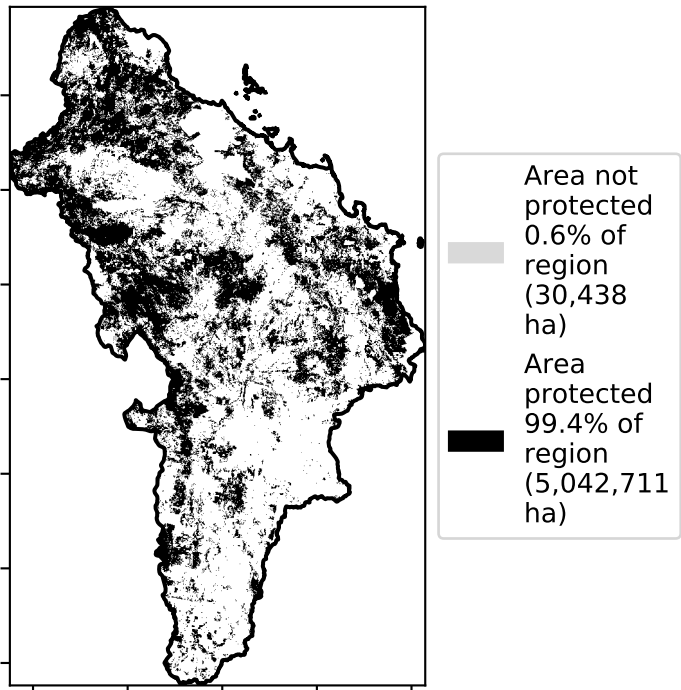 Area not
protected
0.6% of
region
(30,438
ha)
Area
protected
99.4% of
region
(5,042,711
ha)